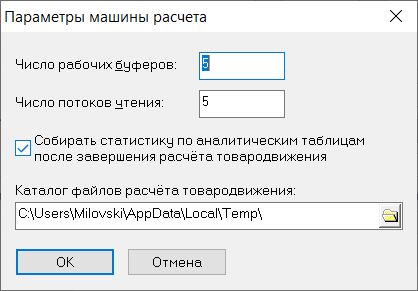 Параметры машины расчета
Число рабочих буферов:
5
Число потоков чтения:
5
Собирать статистику по аналитическим таблицам
после завершения расчёта товародвижения
Каталог файлов расчёта товародвижения:
C:\Users\Milovski\AppData\Local\Temp\
ОК
Отмена